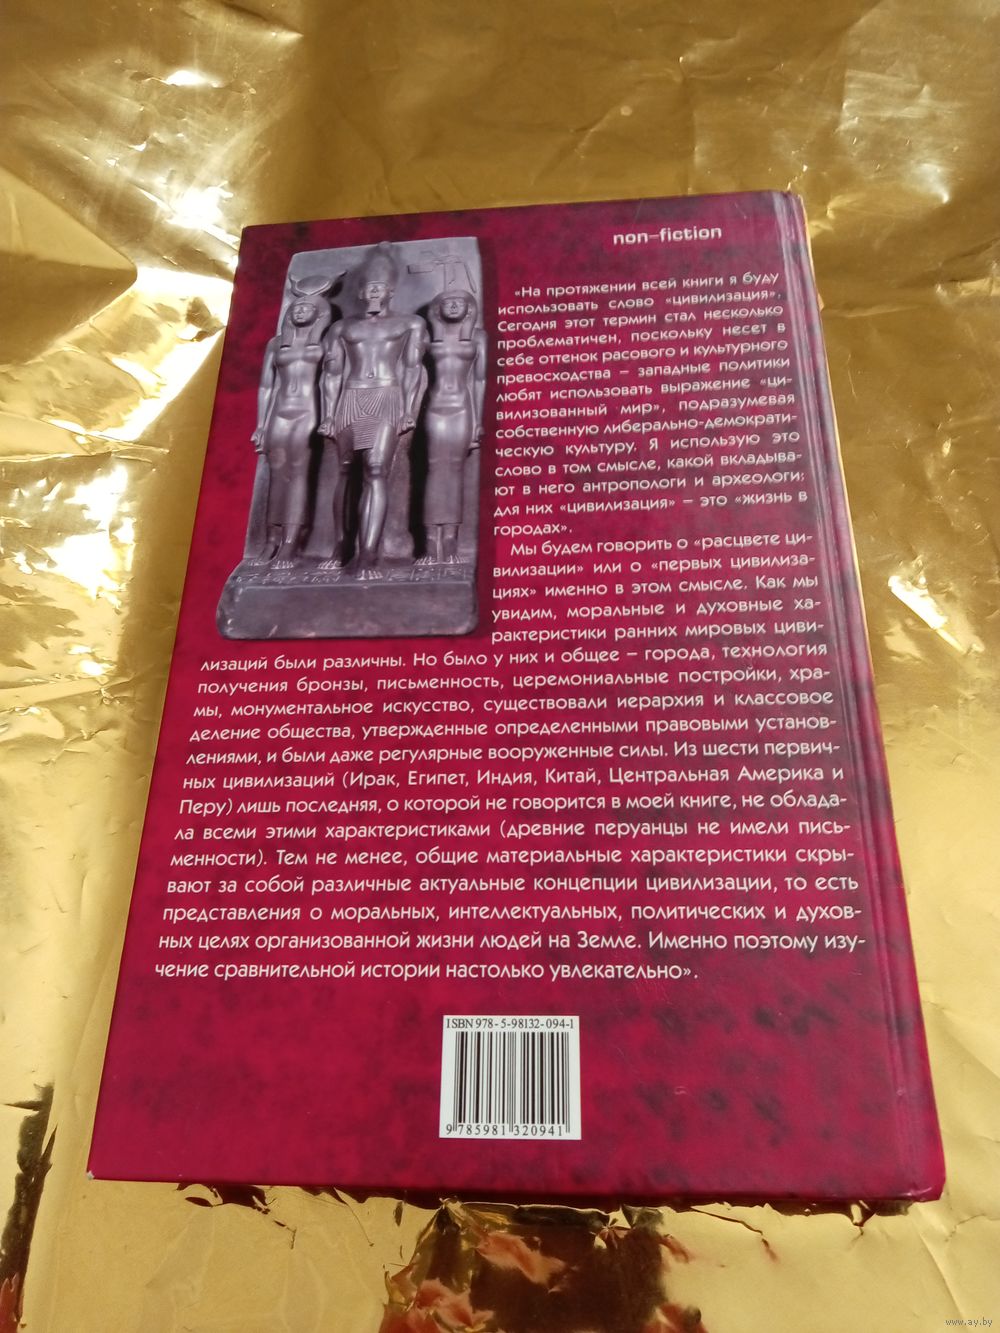 non-fiction
«На протяжении всей книги я буду
использовать слово «цивилизация».
Сегодня этот термин стал несколько
проблематичен, поскольку несет в
себе оттенок расового и культурного
превосходства – западные политики
любят использовать выражение «ци-
вилизованный мир», подразумевая
собственную либерально-демократи-
ческую культуру. Я использую это
слово в том смысле, какой вкладыва-
ют в него антропологи и археологи:
для них «цивилизация» – это «жизнь в
городах».
Мы будем говорить о «расцвете ци-
вилизации» или о «первых цивилиза-
циях» именно в этом смысле. Как мы
увидим, моральные и духовные ха-
рактеристики ранних мировых циви-
лизаций были различны. Но было у них и общее – города, технология
получения бронзы, письменность, церемониальные постройки, хра-
мы, монументальное искусство, существовали иерархия и классовое
деление общества, утвержденные определенными правовыми установ-
лениями, и были даже регулярные вооруженные силы. Из шести первич-
ных цивилизаций (Ирак, Египет, Индия, Китай, Центральная Америка и
Перу) лишь последняя, о которой не говорится в моей книге, не облада-
ла всеми этими характеристиками (древние перуанцы не имели пись-
менности). Тем не менее, общие материальные характеристики скры-
вают за собой различные актуальные концепции цивилизации, то есть
представления о моральных, интеллектуальных, политических и духов-
ных целях организованной жизни людей на Земле. Именно поэтому изу-
чение сравнительной истории настолько увлекательно».
ISBN 978-5-98132-094-1
9 785981 320941
www.ay.by